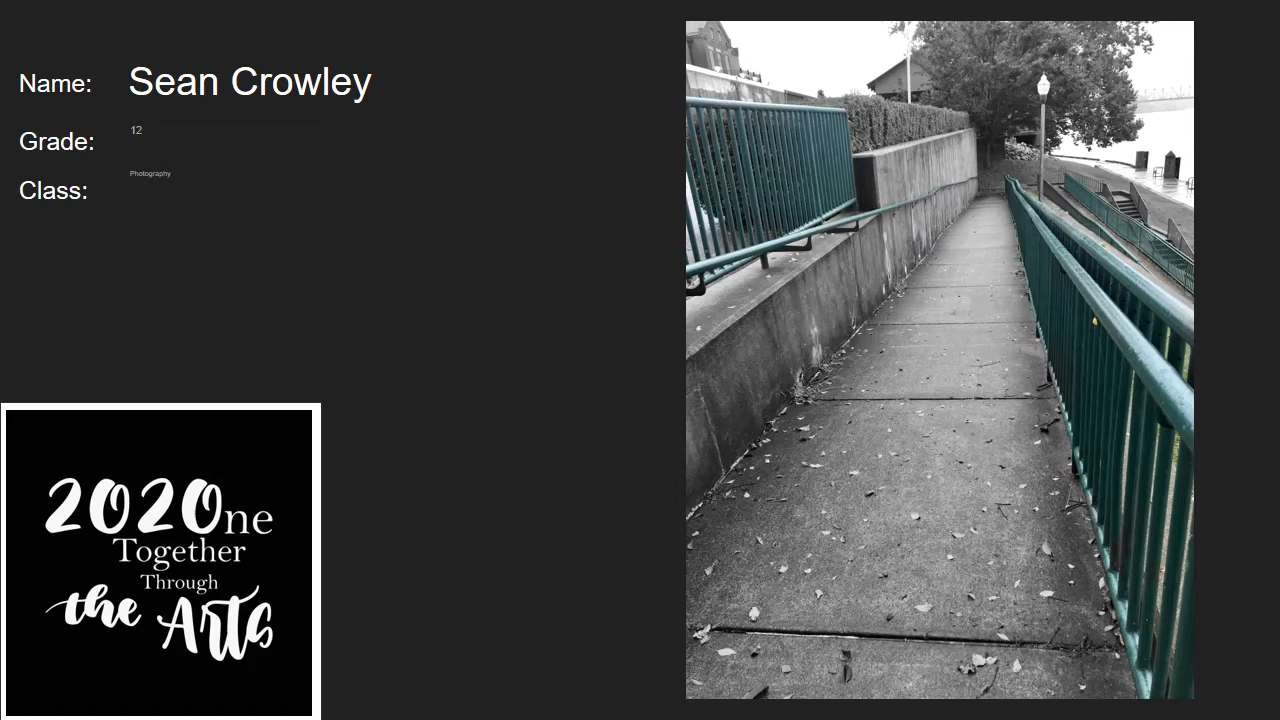 Name: Sean Crowley
Grade: 12
Class: Photography
2020ne
Together
Through
the Arts